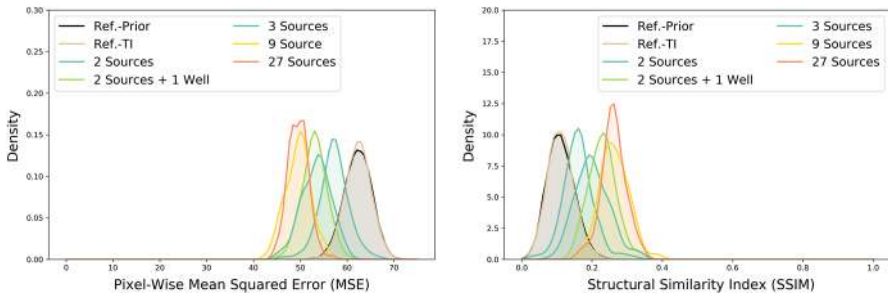 0.30
0.25
0.20
0.15
0.10
0.05
0.00
Density
Ref.-Prior
Ref.-TI
2 Sources
2 Sources + 1 Well
3 Sources
9 Source
27 Sources
0 10 20 30 40 50 60 70
Pixel-Wise Mean Squared Error (MSE)
20.0
17.5
15.0
12.5
10.0
7.5
5.0
2.5
0.0
Density
Ref.-Prior
Ref.-TI
2 Sources
2 Sources + 1 Well
3 Sources
9 Sources
27 Sources
0.0 0.2 0.4 0.6 0.8 1.0
Structural Similarity Index (SSIM)